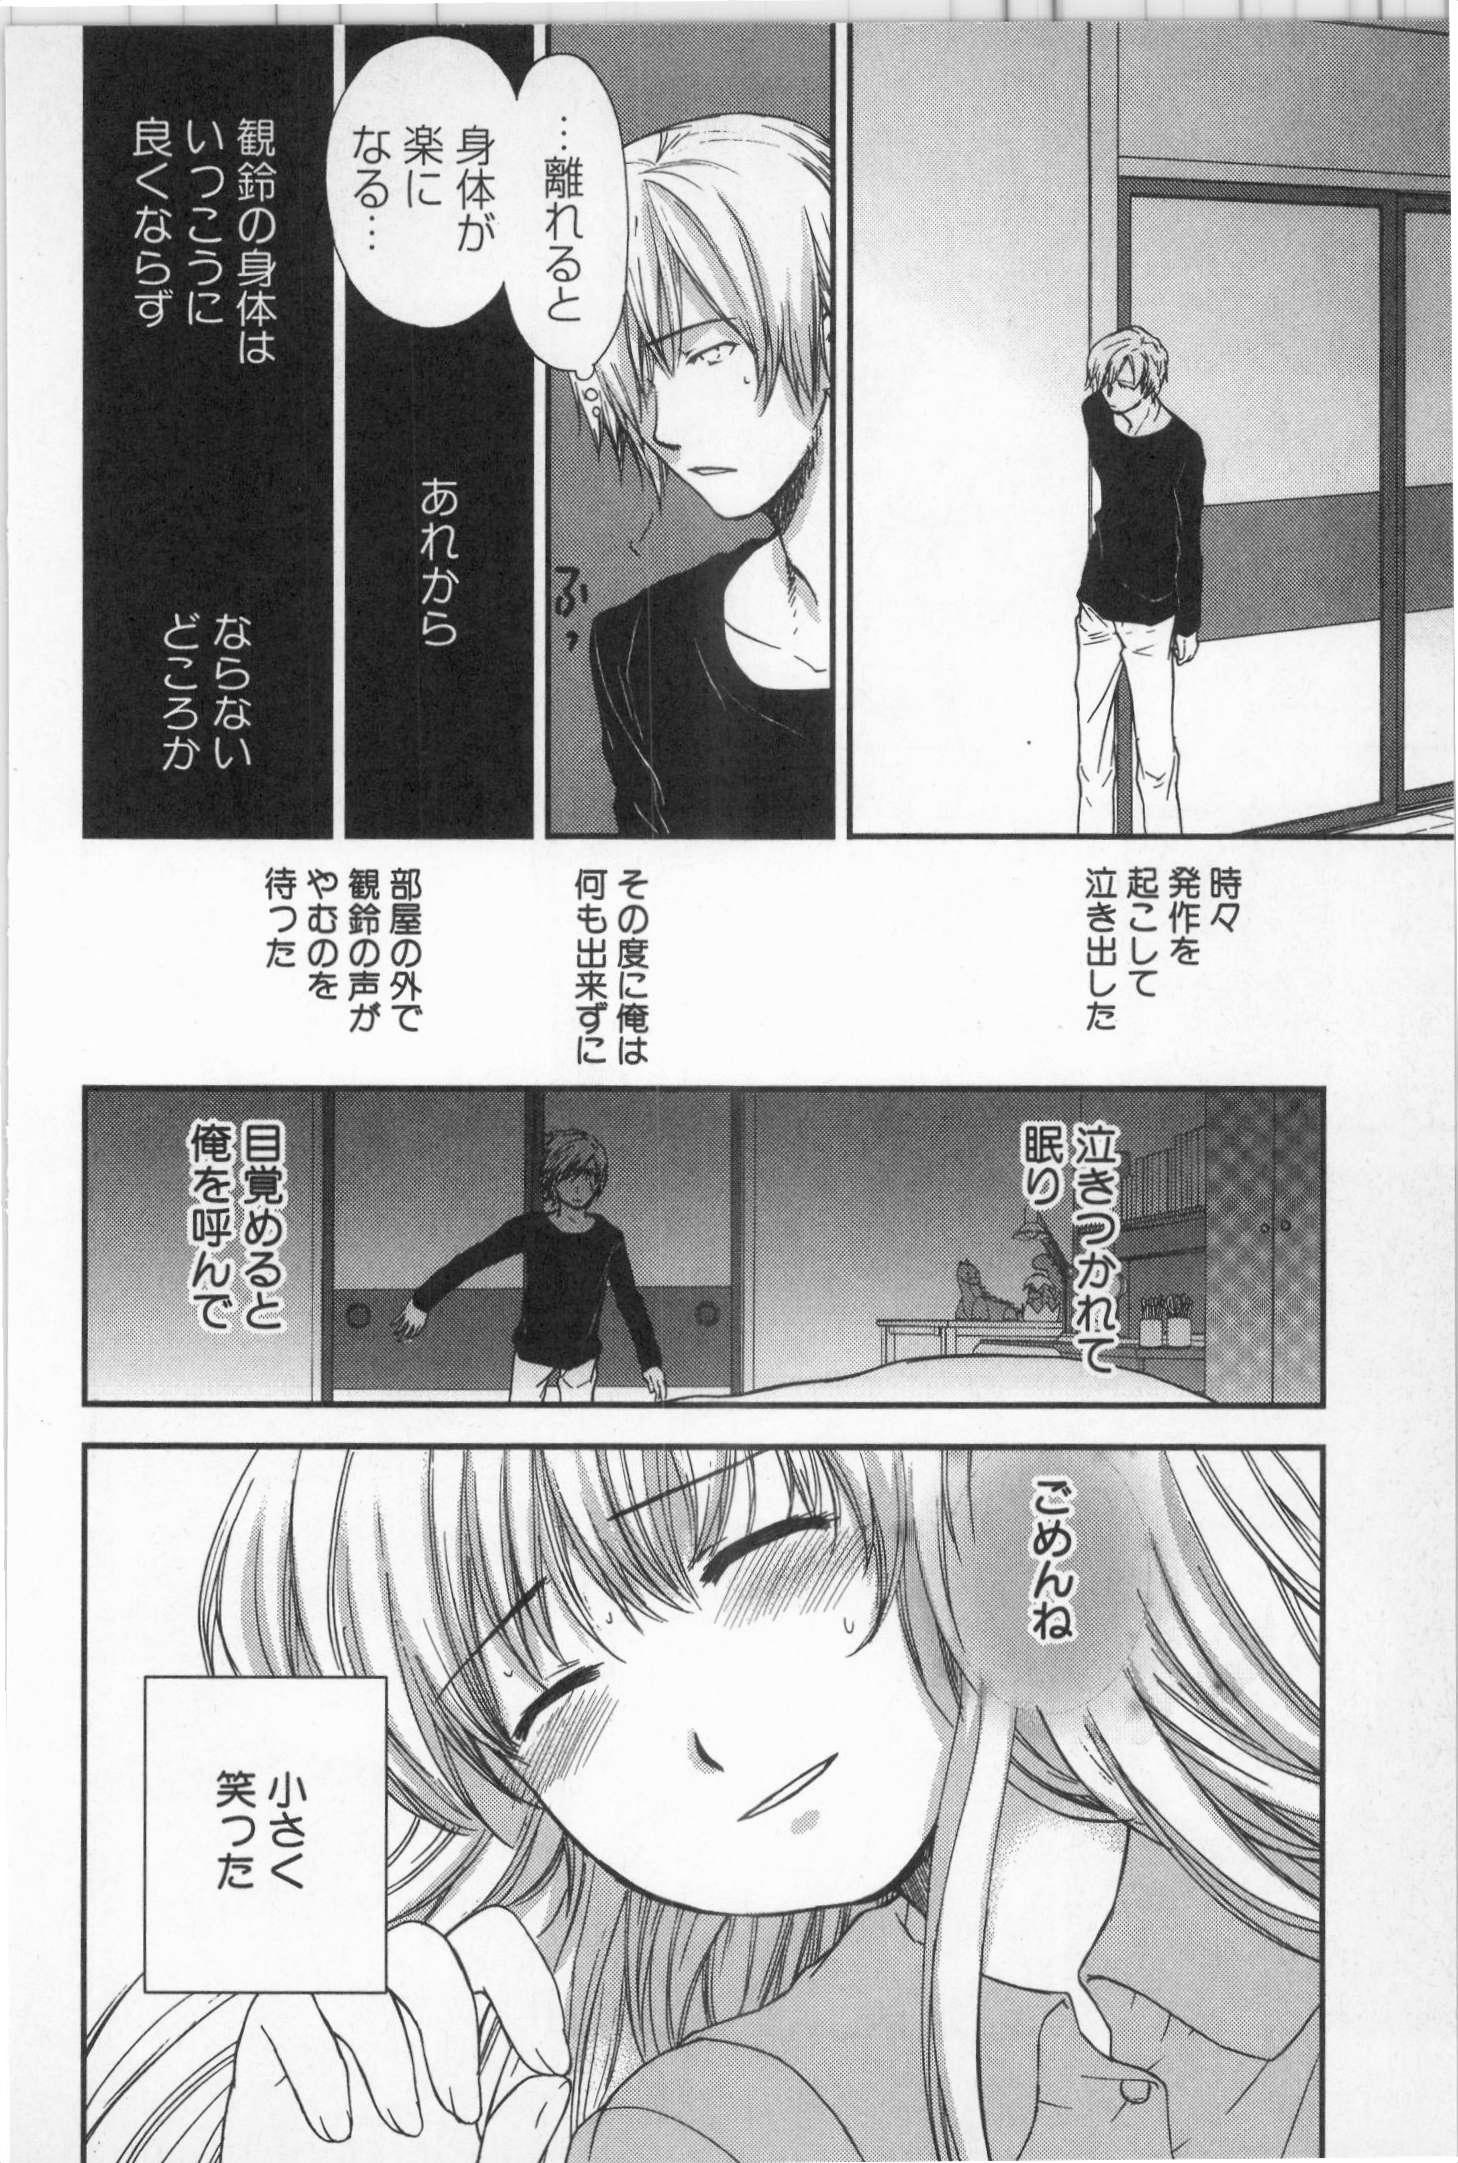 …離れると
身体が
楽に
なる…
ふっ
あれから
観鈴の身体は
いっこうに
良くならず
ならない
どころか
時々
発作を
起こして
泣き出した
その度に俺は
何も出来ずに
部屋の外で
観鈴の声が
やむのを
待った
泣きつかれて
眠り
目覚めると
俺を呼んで
ごめんね
小さく
笑った